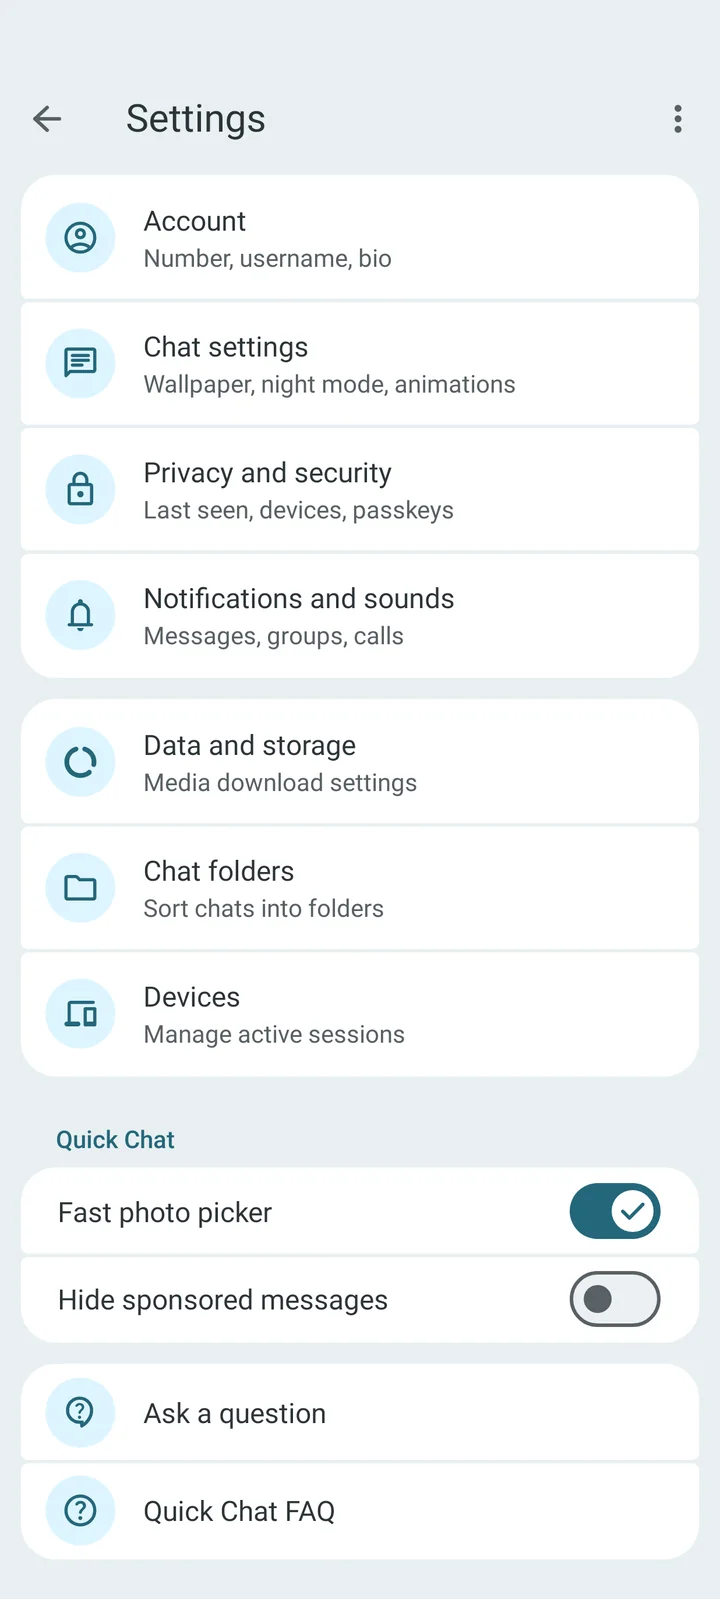 Settings
Account
Number, username, bio
Chat settings
Wallpaper, night mode, animations
Privacy and security
Last seen, devices, passkeys
Notifications and sounds
Messages, groups, calls
Data and storage
Media download settings
Chat folders
Sort chats into folders
Devices
Manage active sessions
Quick Chat
Fast photo picker
Hide sponsored messages
Ask a question
Quick Chat FAQ